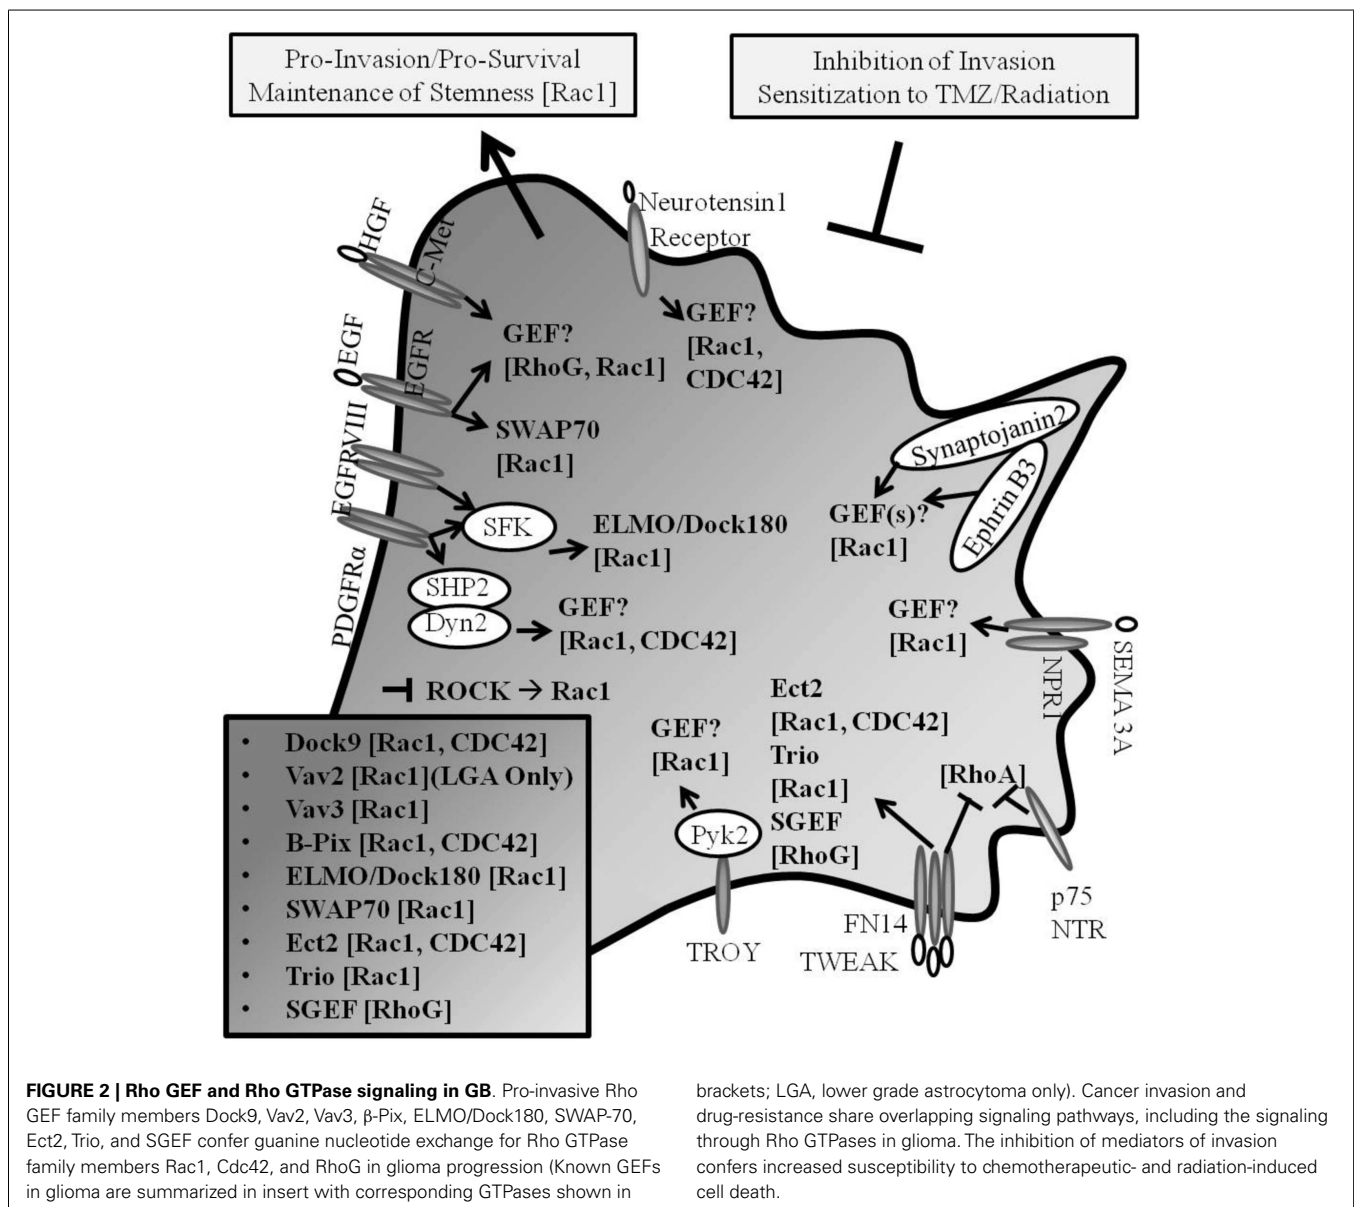 Pro-Invasion/Pro-Survival
Maintenance of Stemness [Rac1]
Inhibition of Invasion
Sensitization to TMZ/Radiation
HGF
C-Met
Neurotensin1
Receptor
GEF?
[RhoG, Rac1]
GEF?
[Rac1,
CDC42]
EGF
EGFR
SWAP70
[Rac1]
EGFRVIII
SFK
ELMO/Dock180
[Rac1]
Synaptojanin2
Ephrin B3
GEF(s)?
[Rac1]
PDGFRα
SHP2
Dyn2
GEF?
[Rac1, CDC42]
GEF?
[Rac1]
NPR1
SEMA 3A
ROCK → Rac1
Ect2
[Rac1, CDC42]
Trio
[Rac1]
SGEF
[RhoG]
GEF?
[Rac1]
Pyk2
TROY
[RhoA]
FN14
TWEAK
p75
NTR
• Dock9 [Rac1, CDC42]
• Vav2 [Rac1](LGA Only)
• Vav3 [Rac1]
• B-Pix [Rac1, CDC42]
• ELMO/Dock180 [Rac1]
• SWAP70 [Rac1]
• Ect2 [Rac1, CDC42]
• Trio [Rac1]
• SGEF [RhoG]
FIGURE 2 | Rho GEF and Rho GTPase signaling in GB. Pro-invasive Rho
GEF family members Dock9, Vav2, Vav3, β-Pix, ELMO/Dock180, SWAP-70,
Ect2, Trio, and SGEF confer guanine nucleotide exchange for Rho GTPase
family members Rac1, Cdc42, and RhoG in glioma progression (Known GEFs
in glioma are summarized in insert with corresponding GTPases shown in
brackets; LGA, lower grade astrocytoma only). Cancer invasion and
drug-resistance share overlapping signaling pathways, including the signaling
through Rho GTPases in glioma. The inhibition of mediators of invasion
confers increased susceptibility to chemotherapeutic- and radiation-induced
cell death.